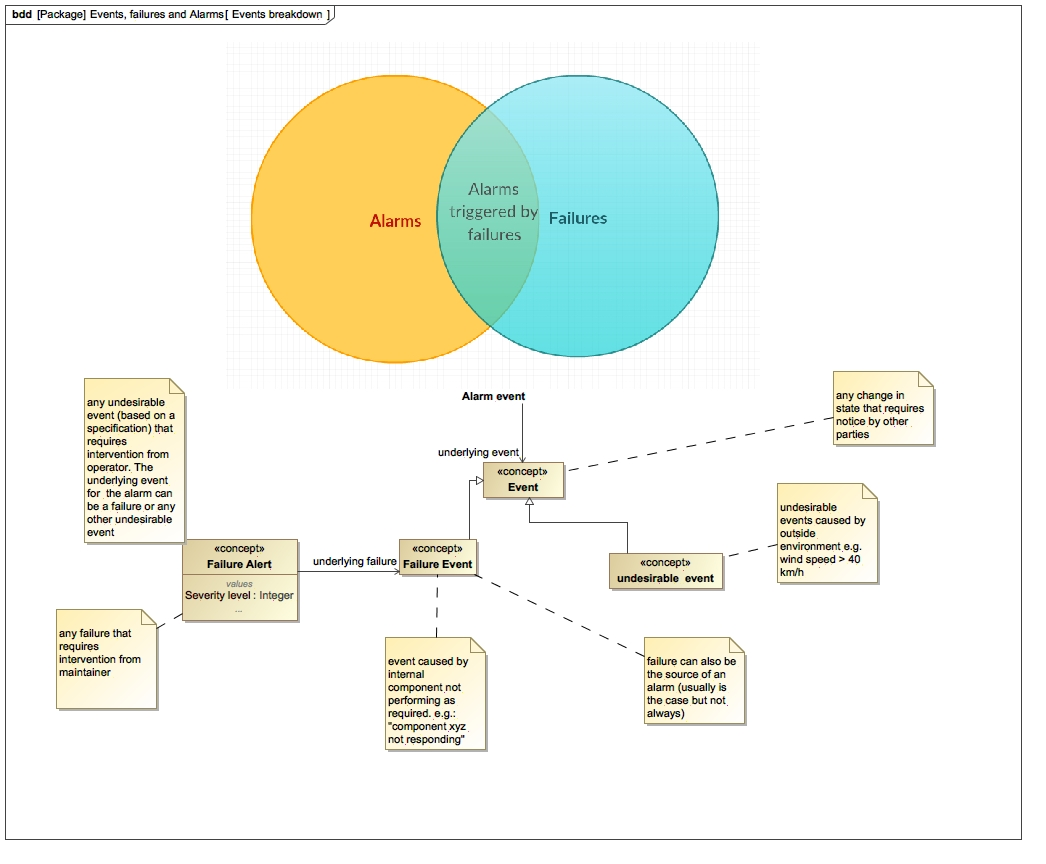 bdd [Package] Events, failures and Alarms[ Events breakdown ]
Alarms
Alarms
triggered by
failures
Failures
any undesirable
event (based on a
specification) that
requires
intervention from
operator. The
underlying event
for the alarm can
be a failure or any
other undesirable
event
Alarm event
underlying event
any change in
state that requires
notice by other
parties
«concept»
Event
undesirable
events caused by
outside
environment e.g.
wind speed > 40
km/h
«concept»
Failure Alert
values
Severity level : Integer
...
underlying failure
«concept»
Failure Event
«concept»
undesirable event
any failure that
requires
intervention from
maintainer
event caused by
internal
component not
performing as
required. e.g.:
"component xyz
not responding"
failure can also be
the source of an
alarm (usually is
the case but not
always)